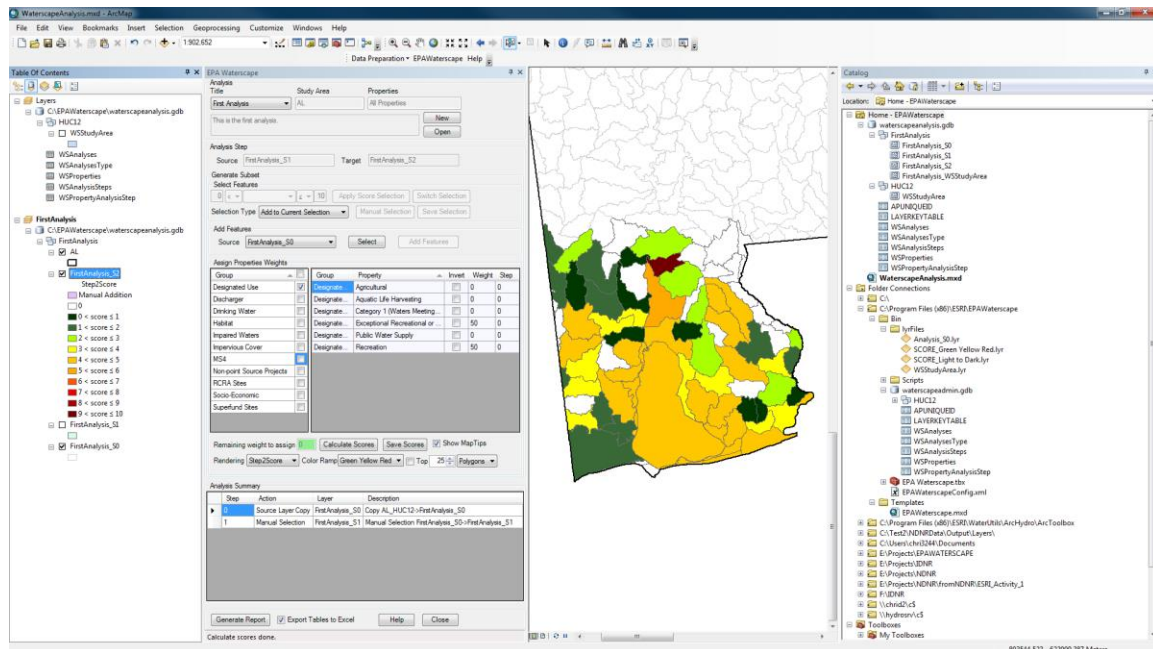 WaterscapeAnalysis.mxd - ArcMap
File Edit View Bookmarks Insert Selection Geoprocessing Customize Windows Help
1:902,652
Data Preparation EPAWaterscape Help
Table Of Contents
Layers
C:\EPAWaterscape\waterscapeanalysis.gdb
HUC12
WSStudyArea
WSAnalyses
WSAnalysesType
WSProperties
WSAnalysisSteps
WSPropertyAnalysisStep
FirstAnalysis
C:\EPAWaterscape\waterscapeanalysis.gdb
FirstAnalysis
AL
FirstAnalysis_S2
Step2Score
Manual Addition
0
0 < score ≤ 1
1 < score ≤ 2
2 < score ≤ 3
3 < score ≤ 4
4 < score ≤ 5
5 < score ≤ 6
6 < score ≤ 7
7 < score ≤ 8
8 < score ≤ 9
9 < score ≤ 10
FirstAnalysis_S1
FirstAnalysis_S0
EPA Waterscape
Analysis
Title Study Area Properties
First Analysis AL All Properties
This is the first analysis.
New
Open
Analysis Step
Source FirstAnalysis_S1 Target FirstAnalysis_S2
Generate Subset
Select Features
0 < ≤ 10 Apply Score Selection Switch Selection
Selection Type Add to Current Selection Manual Selection Save Selection
Add Features
Source FirstAnalysis_S0 Select Add Features
Assign Properties Weights
Group
Designated Use
Discharger
Drinking Water
Habitat
Impaired Waters
Impervious Cover
MS4
Non-point Source Projects
RCRA Sites
Socio-Economic
Superfund Sites
Group Property Invert Weight Step
Designate... Agricultural 0 0
Designate... Aquatic Life Harvesting 0 0
Designate... Category 1 (Waters Meeting... 0 0
Designate... Exceptional Recreational or ... 50 0
Designate... Public Water Supply 0 0
Designate... Recreation 50 0
Remaining weight to assign 0 Calculate Scores Save Scores Show MapTips
Rendering Step2Score Color Ramp Green Yellow Red Top 25 Polygons
Analysis Summary
Step Action Layer Description
0 Source Layer Copy FirstAnalysis_S0 Copy AL_HUC12->FirstAnalysis_S0
1 Manual Selection FirstAnalysis_S1 Manual Selection FirstAnalysis_S0->FirstAnalysis_S1
Generate Report Export Tables to Excel Help Close
Calculate scores done.
Catalog
Location: Home - EPAWaterscape
Home - EPAWaterscape
waterscapeanalysis.gdb
FirstAnalysis
FirstAnalysis_S0
FirstAnalysis_S1
FirstAnalysis_S2
FirstAnalysis_WSStudyArea
HUC12
WSStudyArea
APUNIQUEID
LAYERKEYTABLE
WSAnalyses
WSAnalysesType
WSAnalysisSteps
WSProperties
WSPropertyAnalysisStep
WaterscapeAnalysis.mxd
Folder Connections
C:\
C:\Program Files (x86)\ESRI\EPAWaterscape
Bin
lyrFiles
Analysis_S0.lyr
SCORE_Green Yellow Red.lyr
SCORE_Light to Dark.lyr
WSStudyArea.lyr
Scripts
waterscapeadmin.gdb
HUC12
APUNIQUEID
LAYERKEYTABLE
WSAnalyses
WSAnalysesType
WSAnalysisSteps
WSProperties
WSPropertyAnalysisStep
EPA Waterscape.tbx
EPAWaterscapeConfig.xml
Templates
EPAWaterscape.mxd
C:\Program Files (x86)\ESRI\WaterUtils\ArcHydro\ArcToolbox
C:\Test2\NDNRData\Output\Layers\
C:\Users\chri3244\Documents
E:\Projects\EPAWATERSCAPE
E:\Projects\IDNR
E:\Projects\NDNR
E:\Projects\NDNR\fromNDNR\ESRI_Activity_1
F:\IDNR
\\chrid2\c$
\\hydrosrv\c$
Toolboxes
My Toolboxes